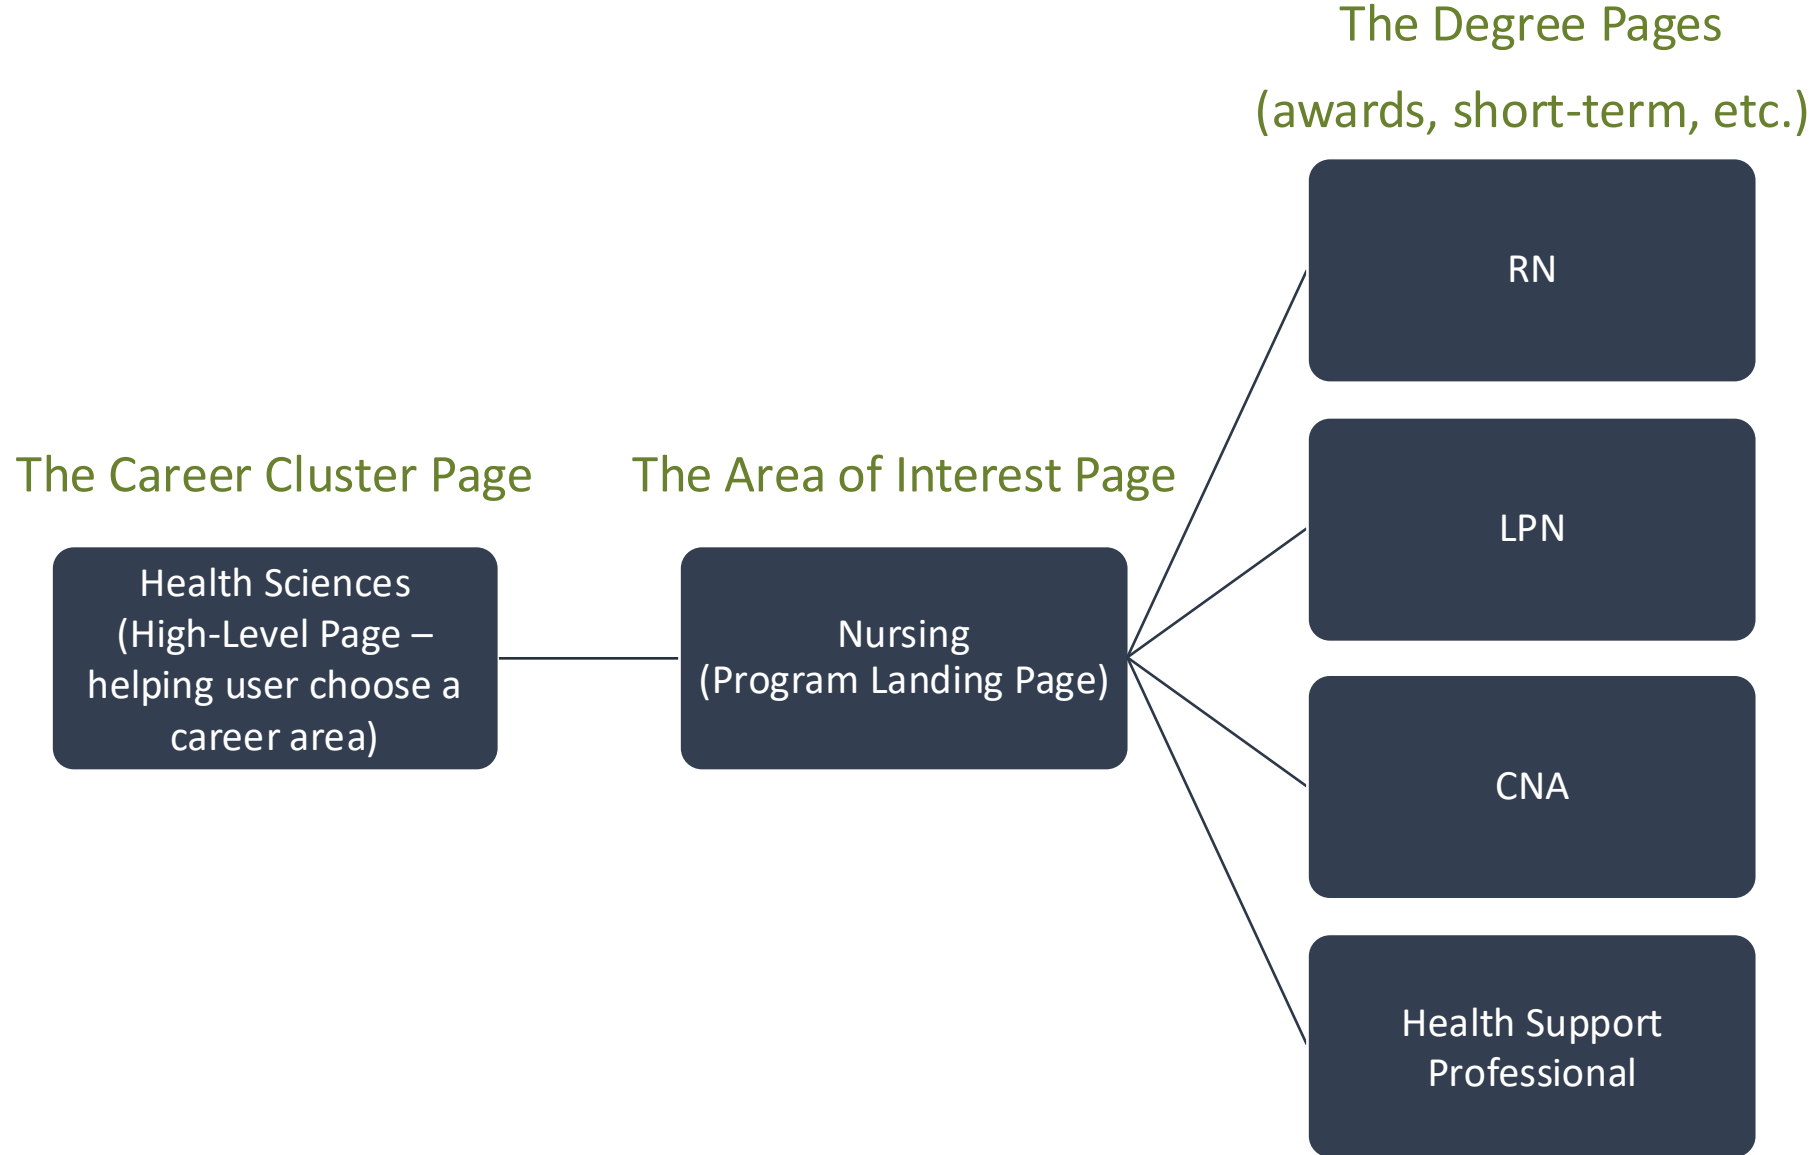 The Degree Pages
(awards, short-term, etc.)
RN
LPN
CNA
Health Support
Professional
The Career Cluster Page
Health Sciences
(High-Level Page –
helping user choose a
career area)
The Area of Interest Page
Nursing
(Program Landing Page)